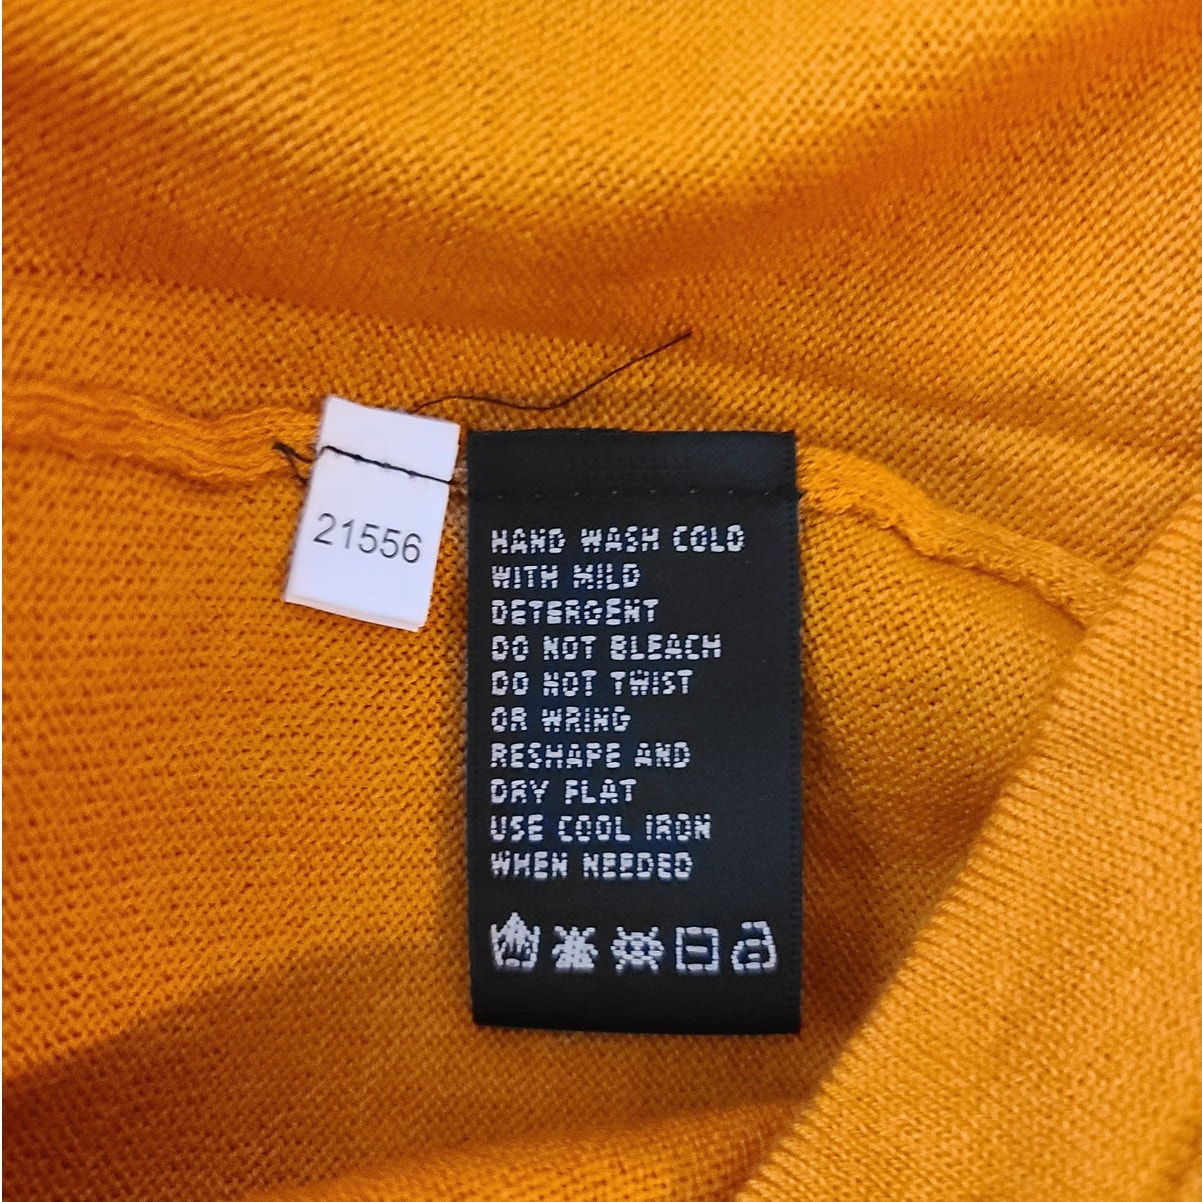 21556
HAND WASH COLD
WITH MILD
DETERGENT
DO NOT BLEACH
DO NOT TWIST
OR WRING
RESHAPE AND
DRY FLAT
USE COOL IRON
WHEN NEEDED